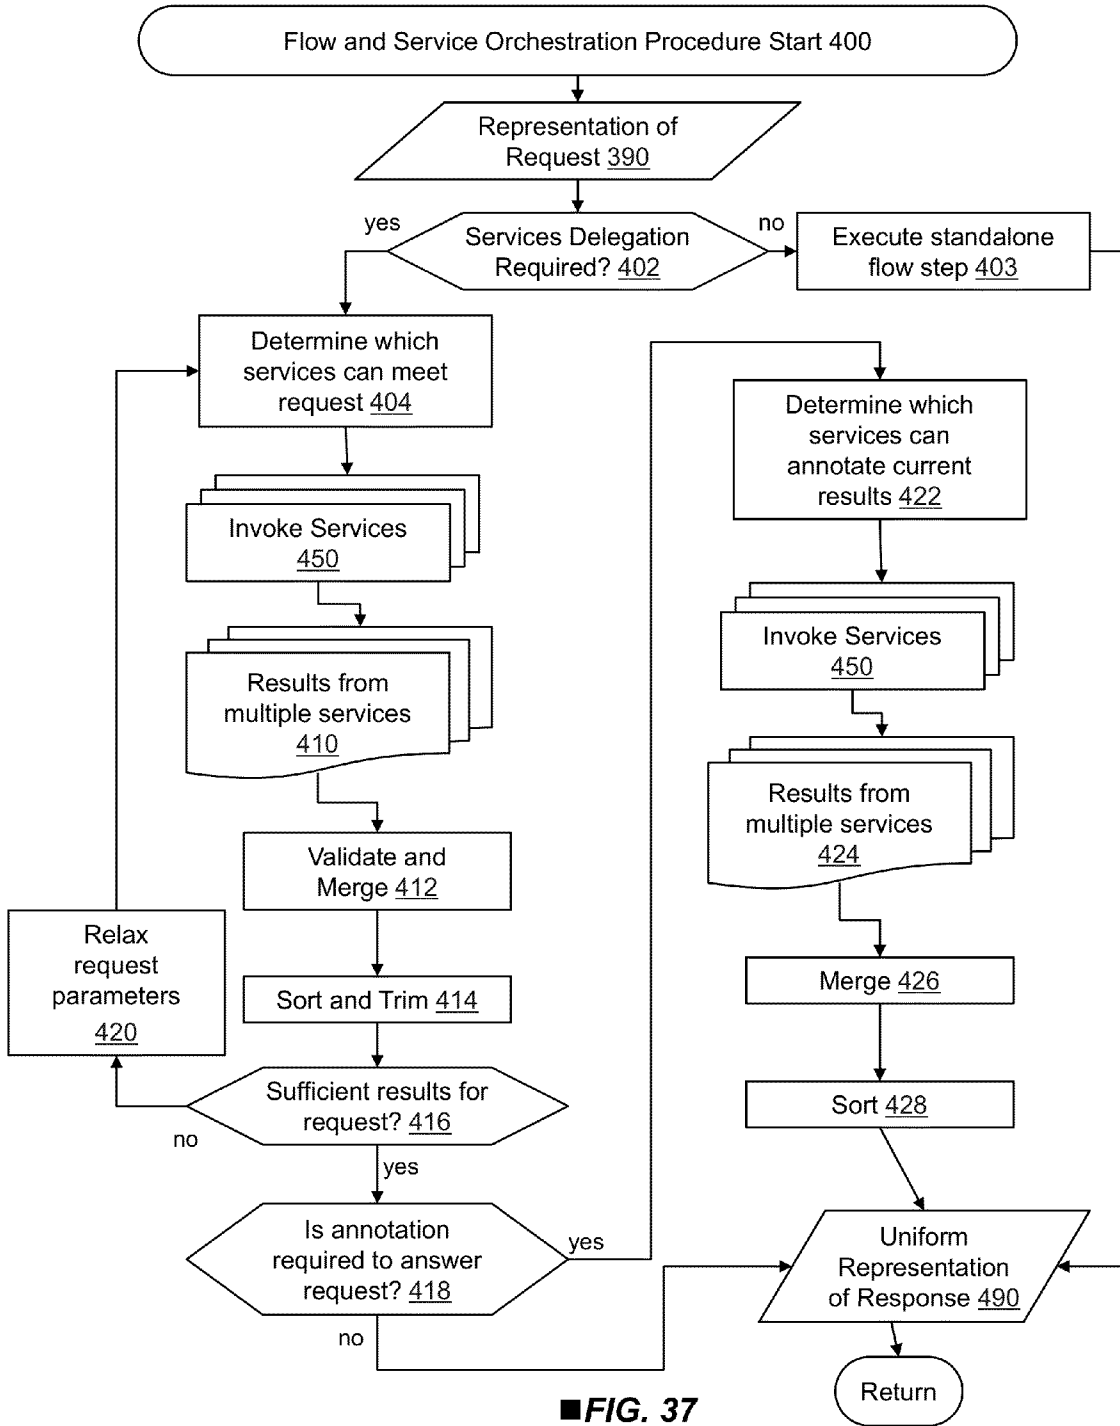 Flow and Service Orchestration Procedure Start 400
Representation of
Request 390
yes
Services Delegation
Required? 402
no
Execute standalone
flow step 403
Determine which
services can meet
request 404
Invoke Services
450
Results from
multiple services
410
Validate and
Merge 412
Relax
request
parameters
420
Sort and Trim 414
Sufficient results for
request? 416
no
yes
Is annotation
required to answer
request? 418
yes
no
Determine which
services can
annotate current
results 422
Invoke Services
450
Results from
multiple services
424
Merge 426
Sort 428
Uniform
Representation
of Response 490
Return
■FIG. 37